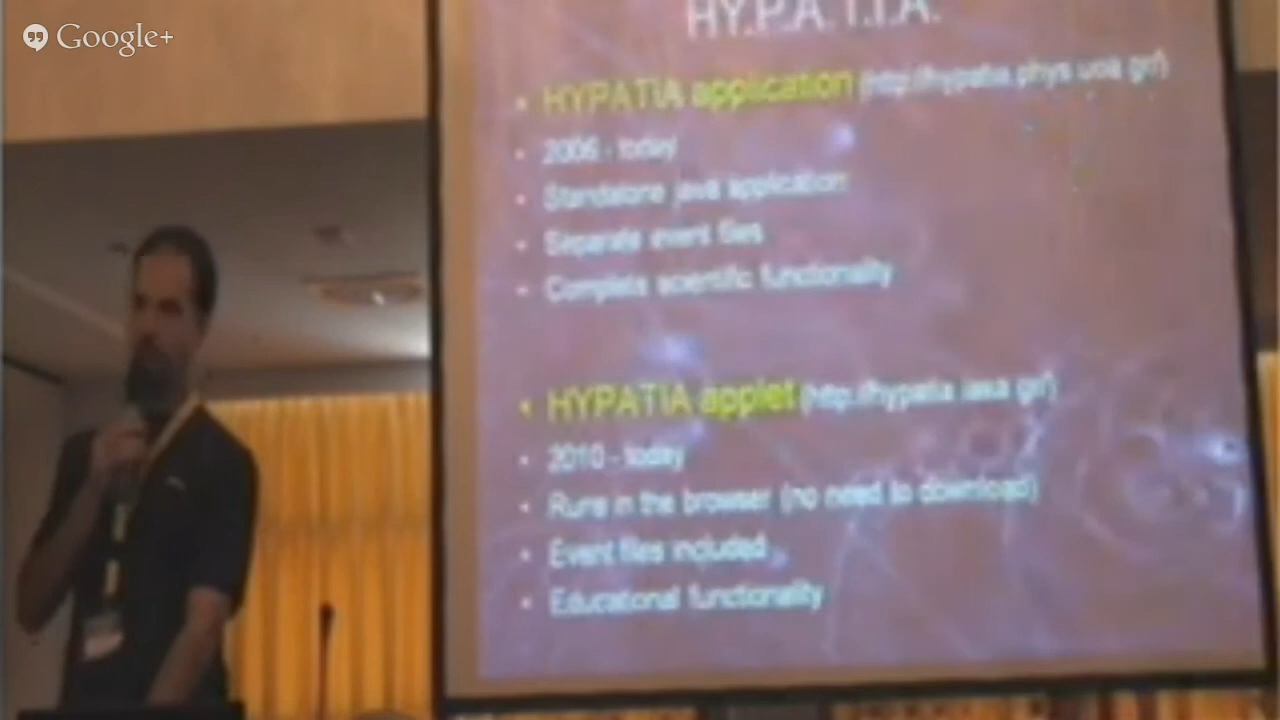 Google+
HY.P.A.T.I.A.
• HYPATIA application (http://hypatia.phys.uoa.gr/)
• 2006 - today
• Standalone java application
• Separate event files
• Complete scientific functionality
• HYPATIA applet (http://hypatia.iasa.gr/)
• 2010 - today
• Runs in the browser (no need to download)
• Event files included
• Educational functionality